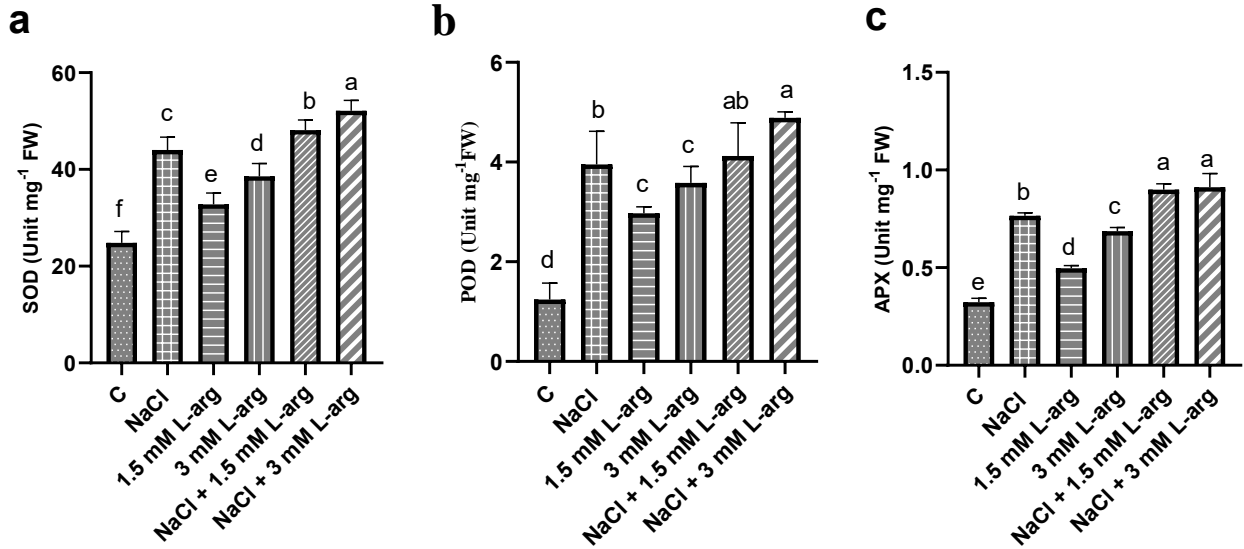 a
SOD (Unit mg⁻¹ FW)
60
40
20
0
f
c
e
d
b
a
C
NaCl
1.5 mM L-arg
3 mM L-arg
NaCl + 1.5 mM L-arg
NaCl + 3 mM L-arg
b
POD (Unit mg⁻¹FW)
6
4
2
0
d
b
c
c
ab
a
C
NaCl
1.5 mM L-arg
3 mM L-arg
NaCl + 1.5 mM L-arg
NaCl + 3 mM L-arg
c
APX (Unit mg⁻¹ FW)
1.5
1.0
0.5
0.0
e
b
d
c
a
a
C
NaCl
1.5 mM L-arg
3 mM L-arg
NaCl + 1.5 mM L-arg
NaCl + 3 mM L-arg